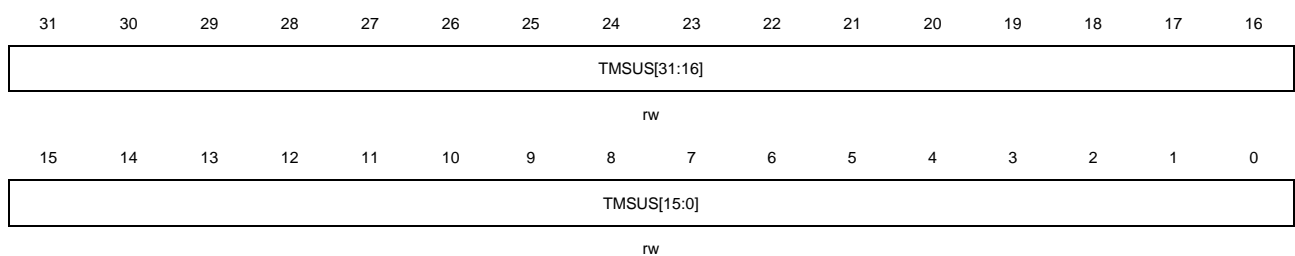 31 30 29 28 27 26 25 24 23 22 21 20 19 18 17 16
TMSUS[31:16]
rw
15 14 13 12 11 10 9 8 7 6 5 4 3 2 1 0
TMSUS[15:0]
rw